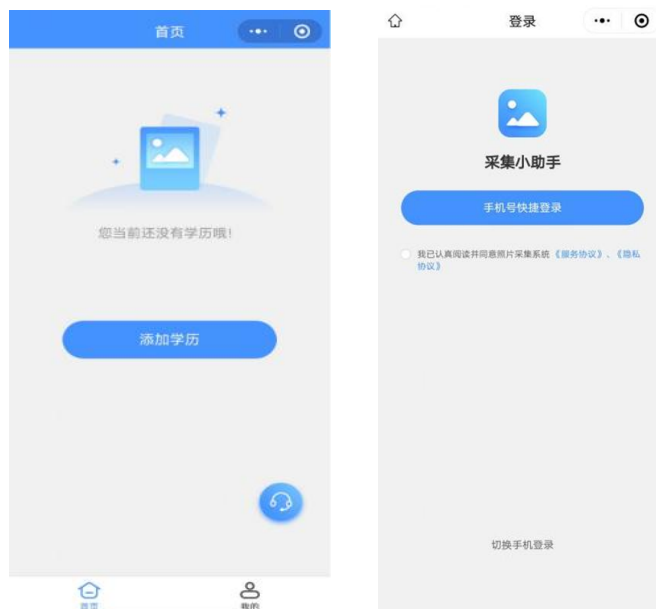 首页
您当前还没有学历哦!
添加学历
首页
我的
登录
采集小助手
手机号快捷登录
我已认真阅读并同意照片采集系统《服务协议》、《隐私
协议》
切换手机登录